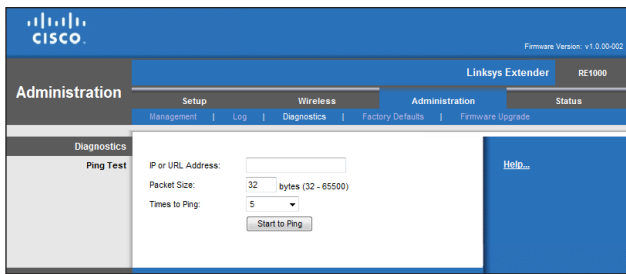 CISCO.
Firmware Version: v1.0.00-002
Linksys Extender RE1000
Administration
Setup Wireless Administration Status
Management | Log | Diagnostics | Factory Defaults | Firmware Upgrade
Diagnostics
Ping Test
IP or URL Address:
Packet Size: 32 bytes (32 - 65500)
Times to Ping: 5
Start to Ping
Help...